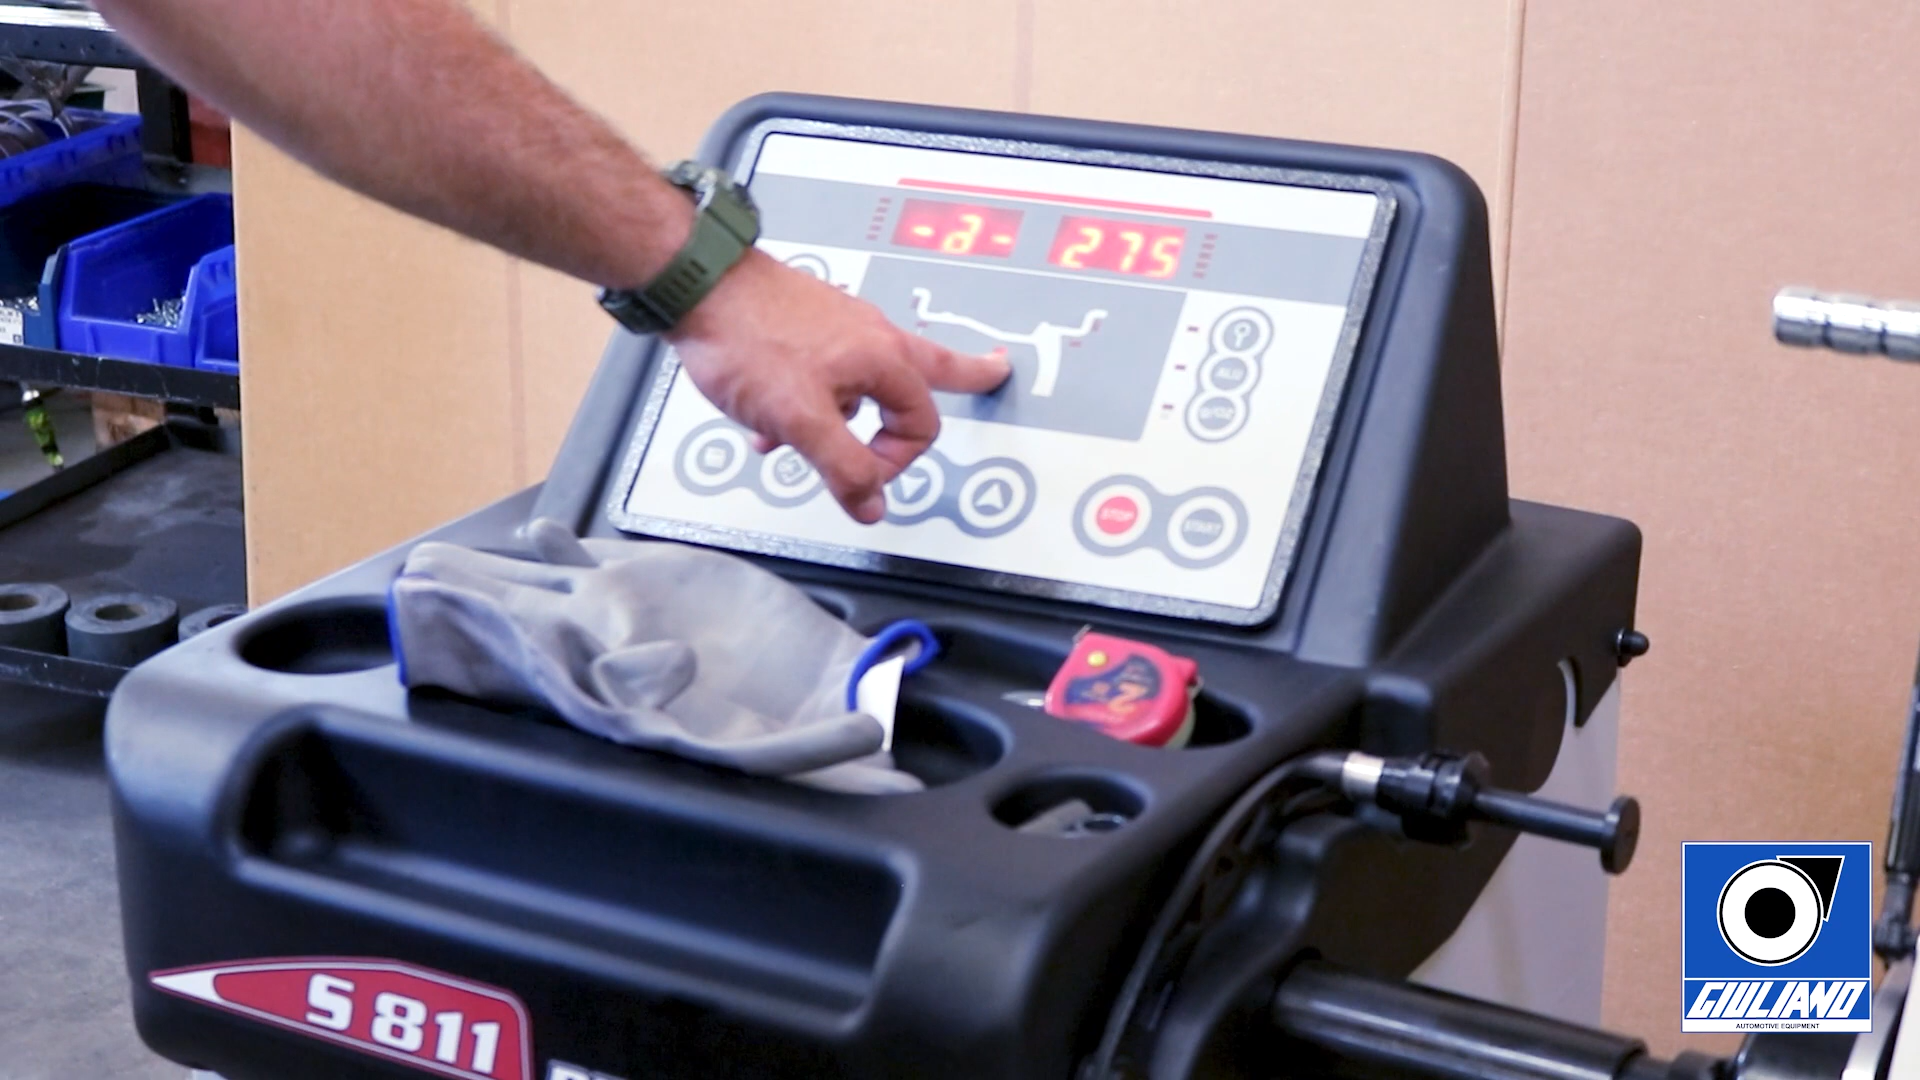 -a- 275
ALU
STOP START
S 811
GIULIANO
AUTOMOTIVE EQUIPMENT